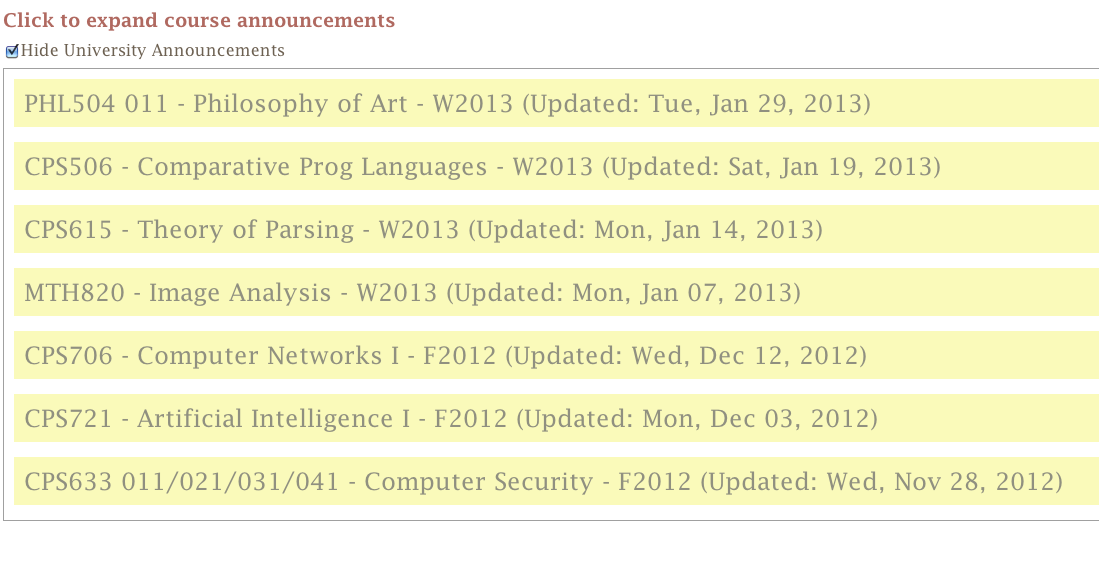 Click to expand course announcements
Hide University Announcements
PHL504 011 - Philosophy of Art - W2013 (Updated: Tue, Jan 29, 2013)
CPS506 - Comparative Prog Languages - W2013 (Updated: Sat, Jan 19, 2013)
CPS615 - Theory of Parsing - W2013 (Updated: Mon, Jan 14, 2013)
MTH820 - Image Analysis - W2013 (Updated: Mon, Jan 07, 2013)
CPS706 - Computer Networks I - F2012 (Updated: Wed, Dec 12, 2012)
CPS721 - Artificial Intelligence I - F2012 (Updated: Mon, Dec 03, 2012)
CPS633 011/021/031/041 - Computer Security - F2012 (Updated: Wed, Nov 28, 2012)